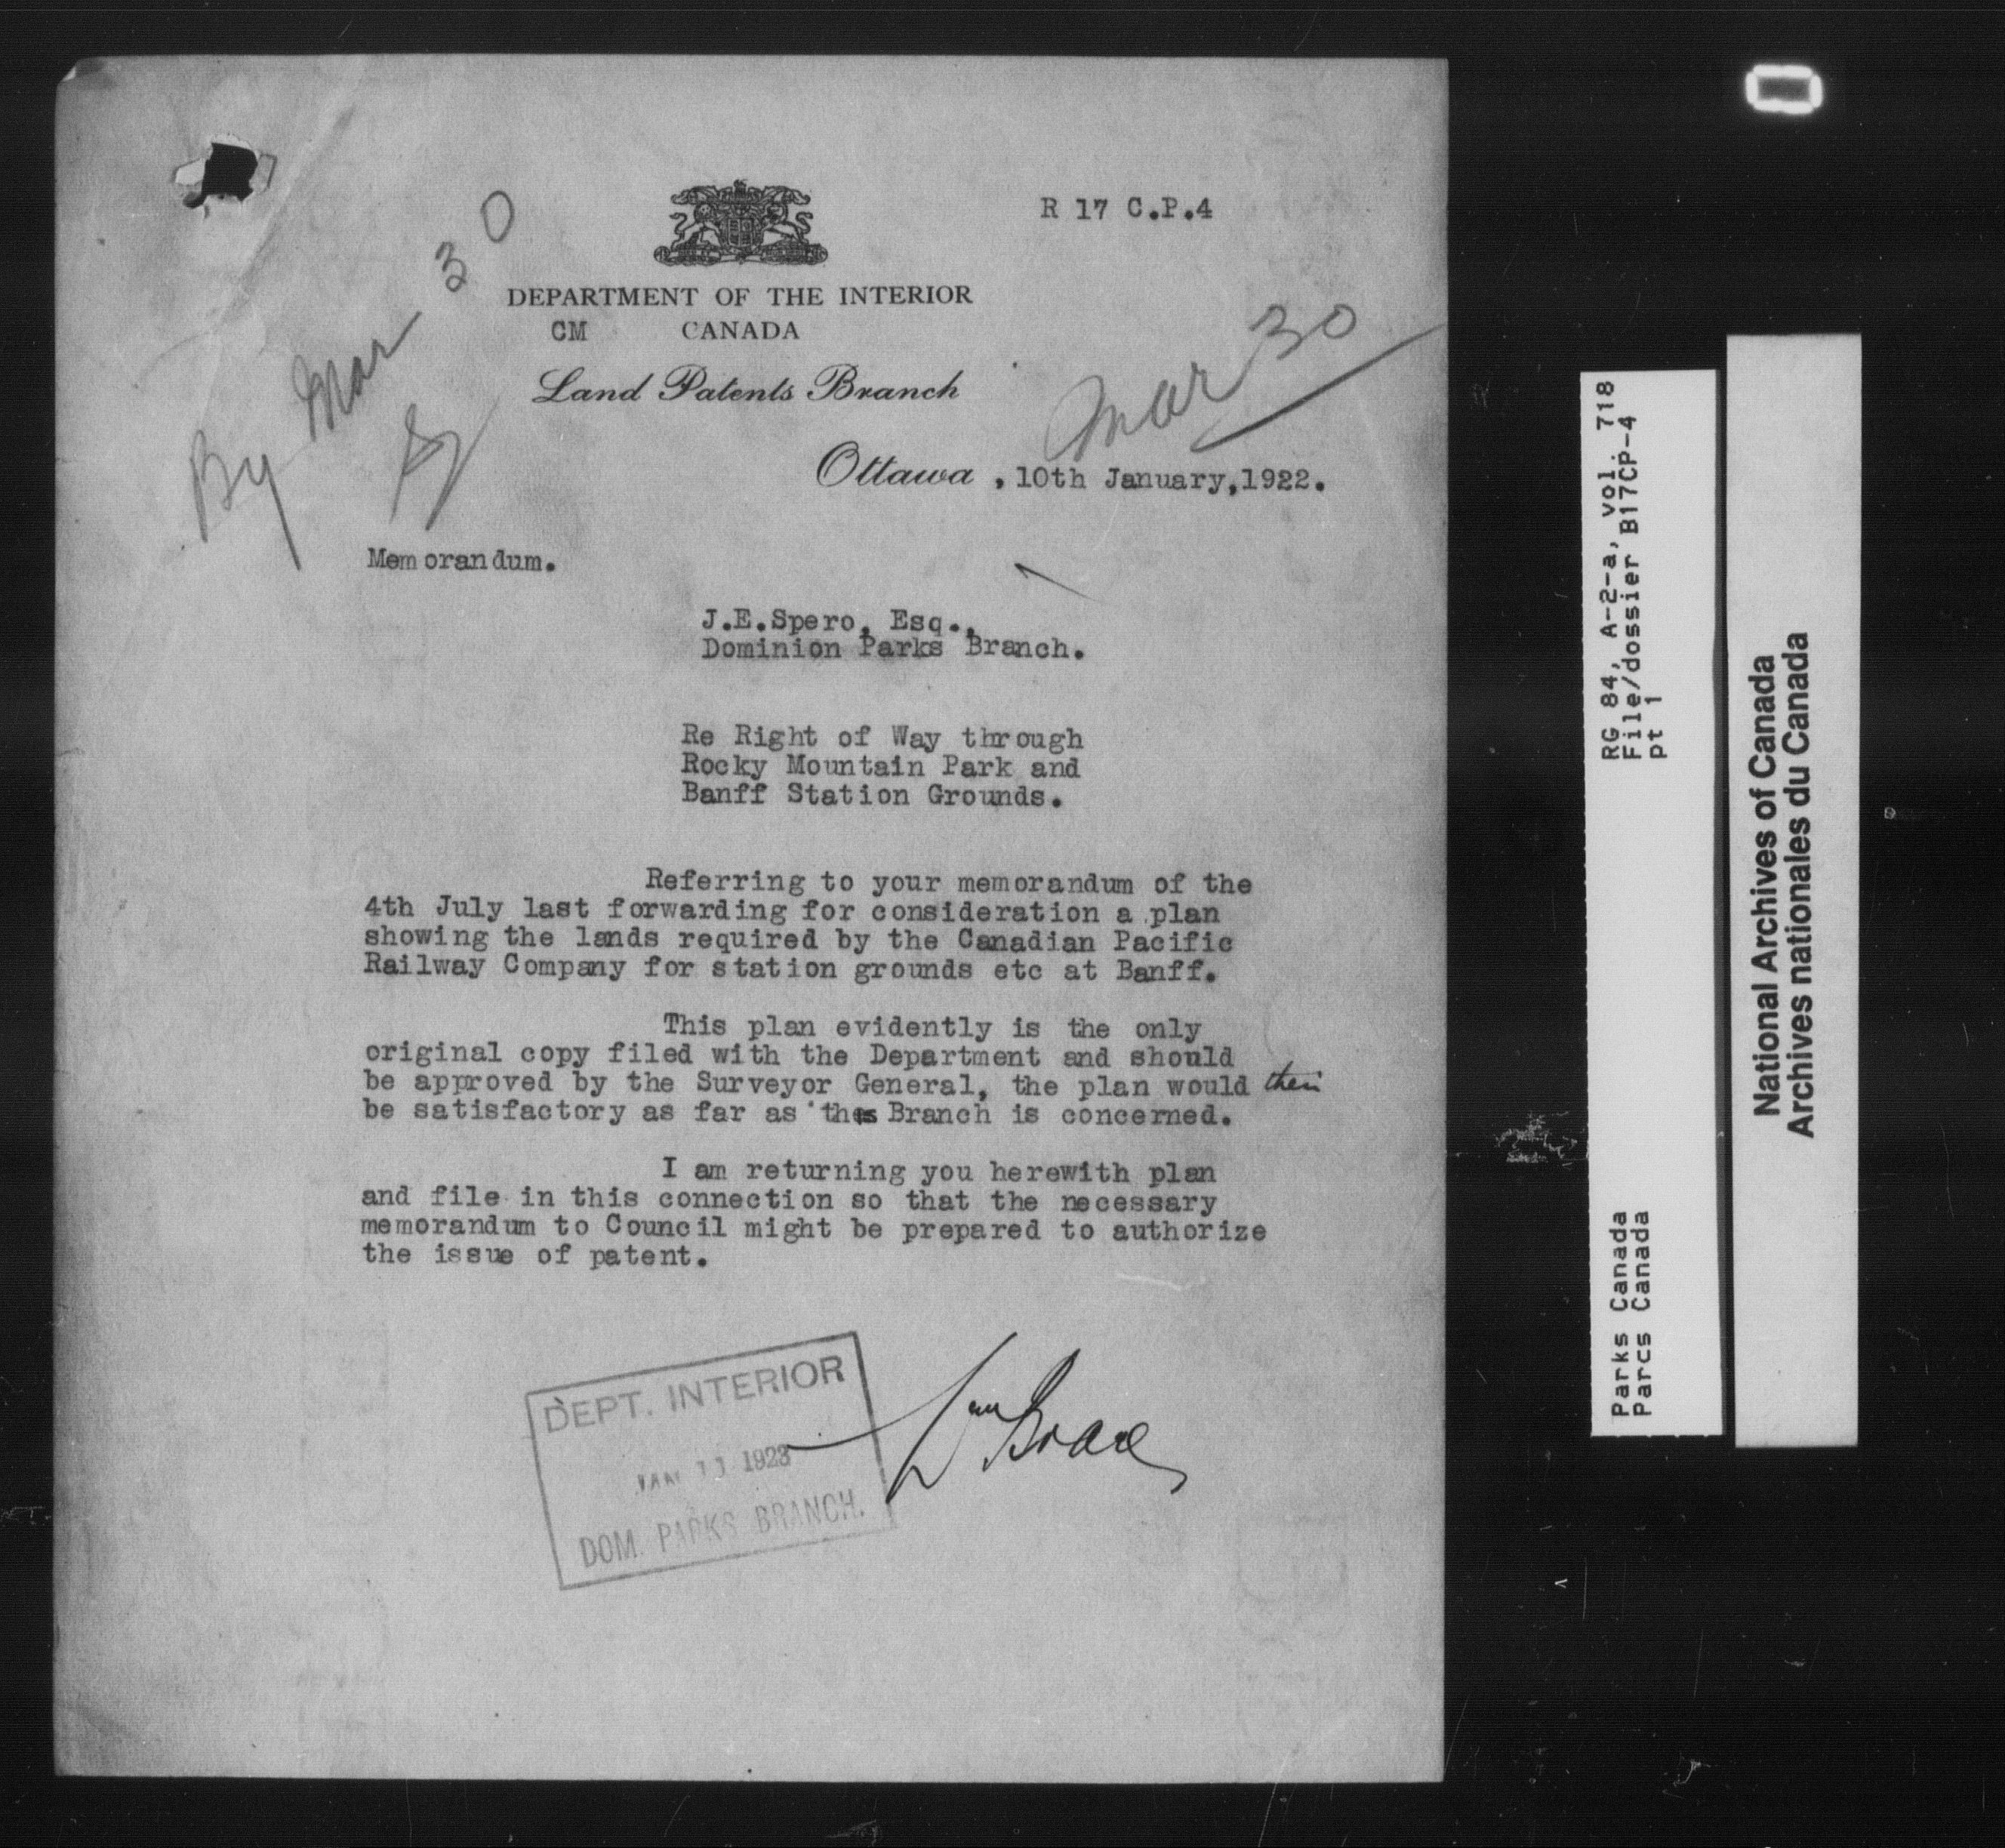 R 17 C.P.4
DEPARTMENT OF THE INTERIOR
CM CANADA
Land Patents Branch
By Mar 30
Mar 30
Ottawa, 10th January, 1922.
Memorandum.
J.E.Spero, Esq.,
Dominion Parks Branch.
Re Right of Way through
Rocky Mountain Park and
Banff Station Grounds.
Referring to your memorandum of the
4th July last forwarding for consideration a plan
showing the lands required by the Canadian Pacific
Railway Company for station grounds etc at Banff.
This plan evidently is the only
original copy filed with the Department and should
be approved by the Surveyor General, the plan would then
be satisfactory as far as this Branch is concerned.
I am returning you herewith plan
and file in this connection so that the necessary
memorandum to Council might be prepared to authorize
the issue of patent.
DEPT. INTERIOR
JAN 11 1923
DOM. PARKS BRANCH.
RG 84, A-2-a, vol. 718
File/dossier B17CP-4
pt 1
Parks Canada
Parcs Canada
National Archives of Canada
Archives nationales du Canada